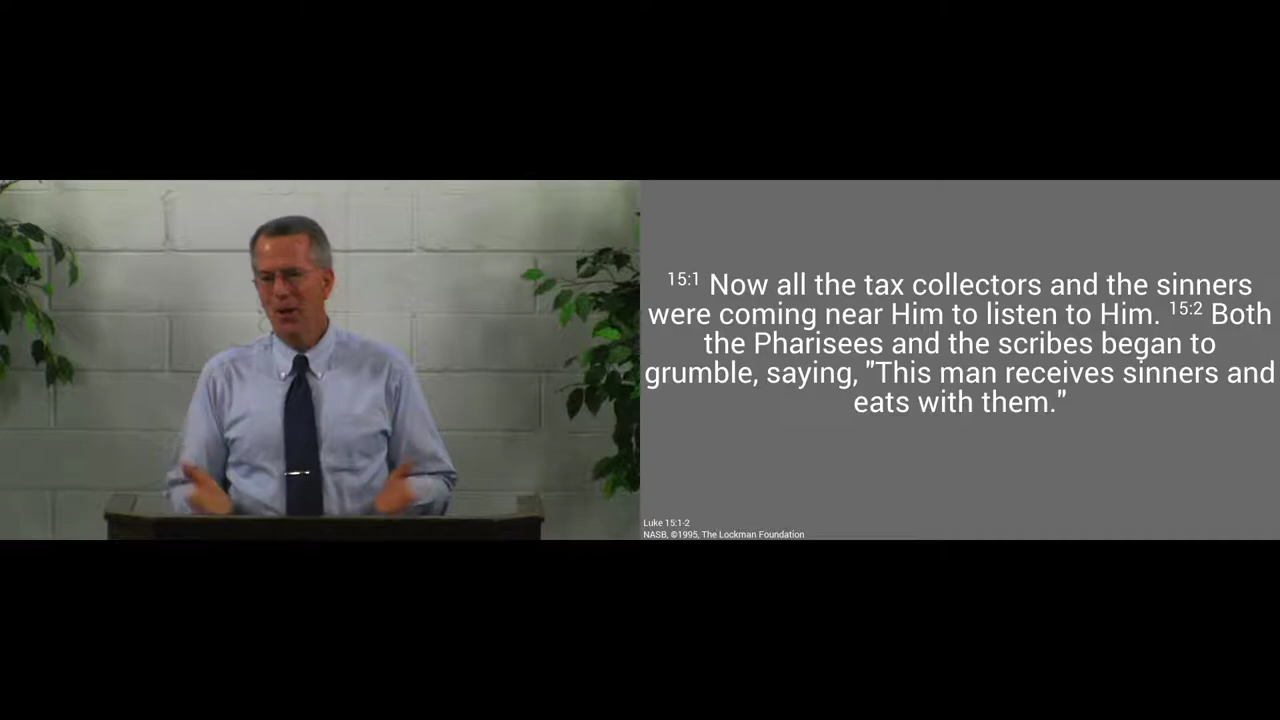 15:1 Now all the tax collectors and the sinners
were coming near Him to listen to Him. 15:2 Both
the Pharisees and the scribes began to
grumble, saying, "This man receives sinners and
eats with them."
Luke 15:1-2
NASB, ©1995, The Lockman Foundation